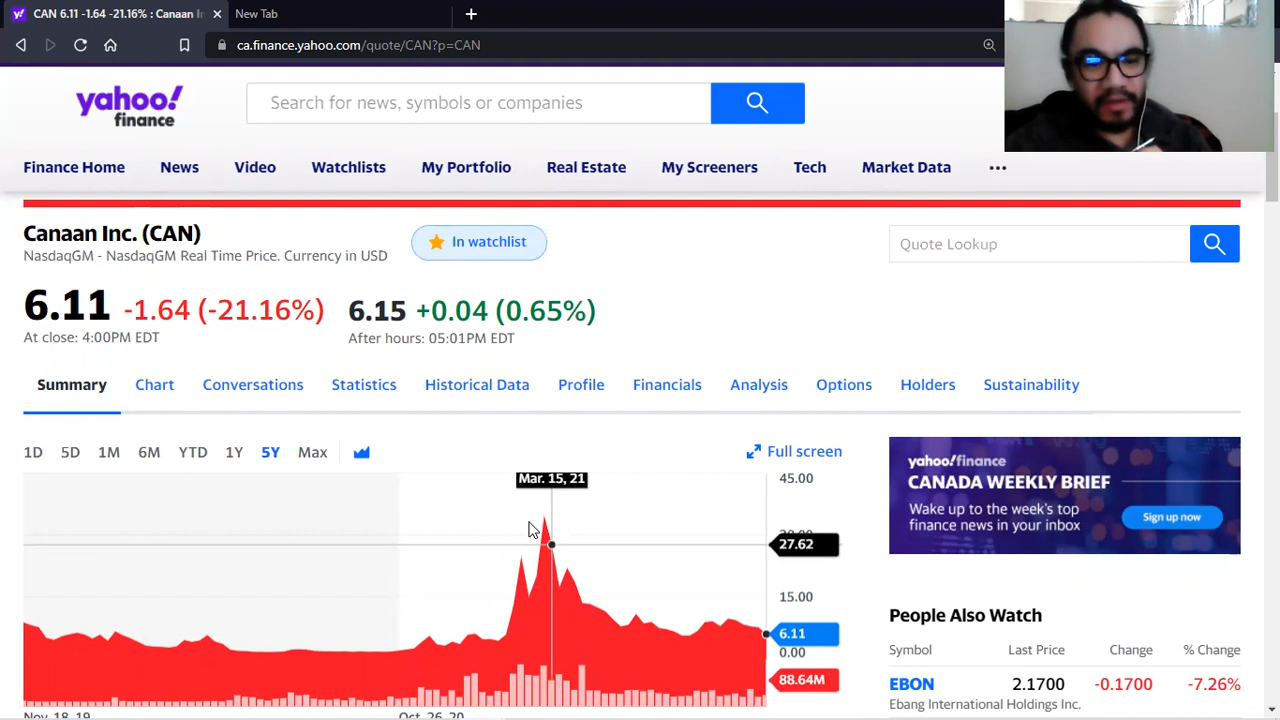 CAN 6.11 -1.64 -21.16% : Canaan In
New Tab
ca.finance.yahoo.com/quote/CAN?p=CAN
yahoo!
finance
Search for news, symbols or companies
Finance Home News Video Watchlists My Portfolio Real Estate My Screeners Tech Market Data ...
Canaan Inc. (CAN)
NasdaqGM - NasdaqGM Real Time Price. Currency in USD
In watchlist
Quote Lookup
6.11 -1.64 (-21.16%) 6.15 +0.04 (0.65%)
At close: 4:00PM EDT After hours: 05:01PM EDT
Summary Chart Conversations Statistics Historical Data Profile Financials Analysis Options Holders Sustainability
1D 5D 1M 6M YTD 1Y 5Y Max
Full screen
Mar. 15, 21
45.00
27.62
15.00
6.11
0.00
88.64M
Nov. 18, 19 Oct. 26, 20
yahoo!finance
CANADA WEEKLY BRIEF
Wake up to the week's top
finance news in your inbox
Sign up now
People Also Watch
Symbol Last Price Change % Change
EBON 2.1700 -0.1700 -7.26%
Ebang International Holdings Inc.